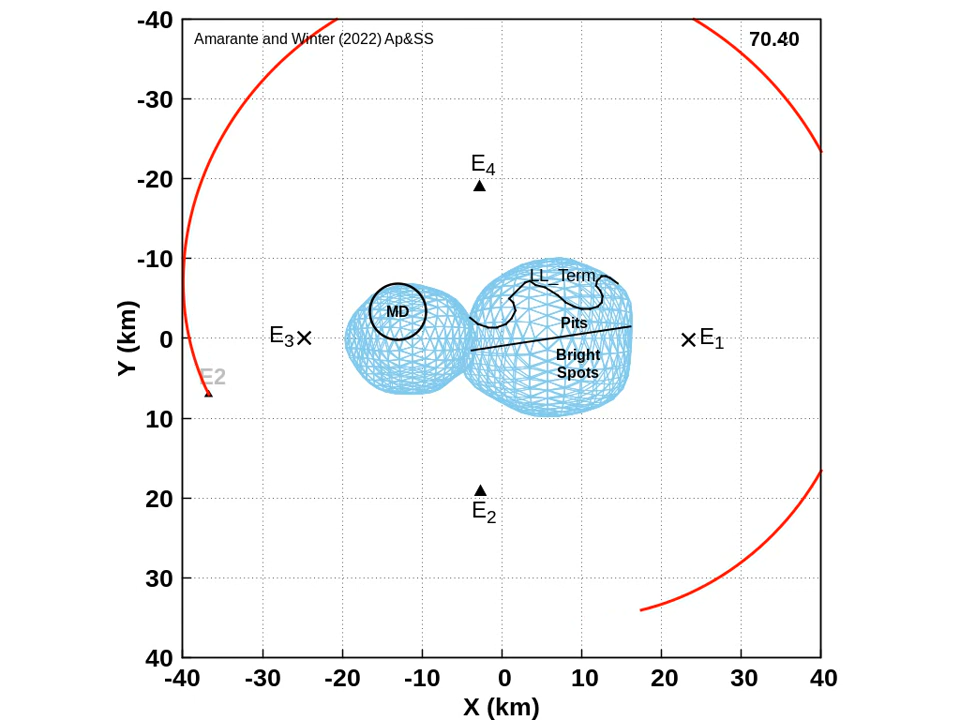 Amarante and Winter (2022) Ap&SS
70.40
-40
-30
-20
-10
0
10
20
30
40
Y (km)
E4
LL_Term
MD
Pits
E3
E1
Bright
Spots
E2
E2
-40
-30
-20
-10
0
10
20
30
40
X (km)